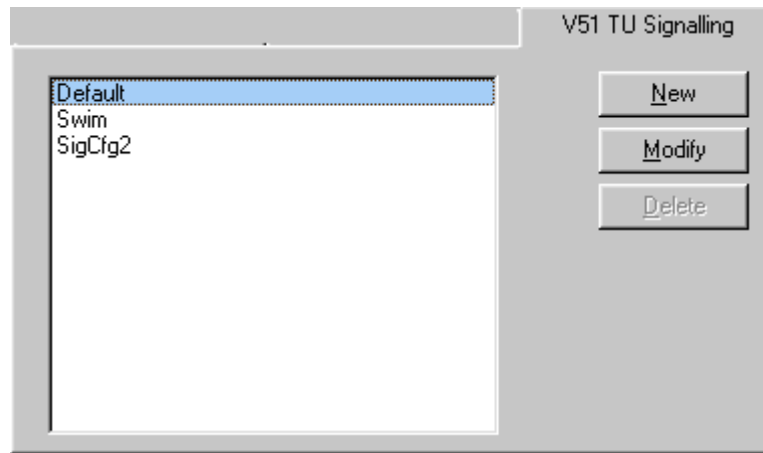 V51 TU Signalling
Default
Swim
SigCfg2
New
Modify
Delete